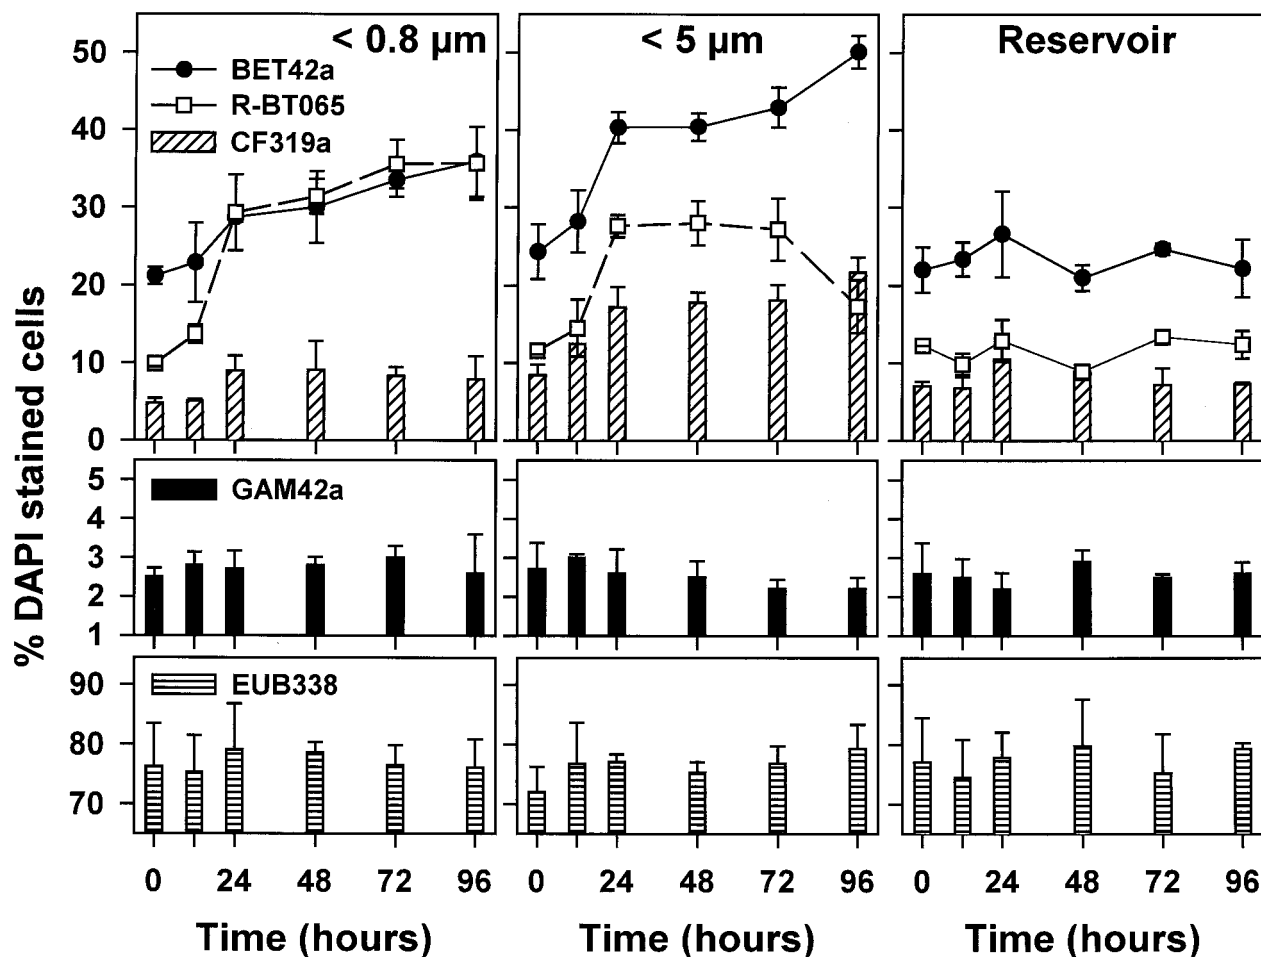 < 0.8 µm
< 5 µm
Reservoir
BET42a
R-BT065
CF319a
50
40
30
20
10
0
% DAPI stained cells
GAM42a
5
4
3
2
1
EUB338
90
80
70
0 24 48 72 96
0 24 48 72 96
0 24 48 72 96
Time (hours)
Time (hours)
Time (hours)